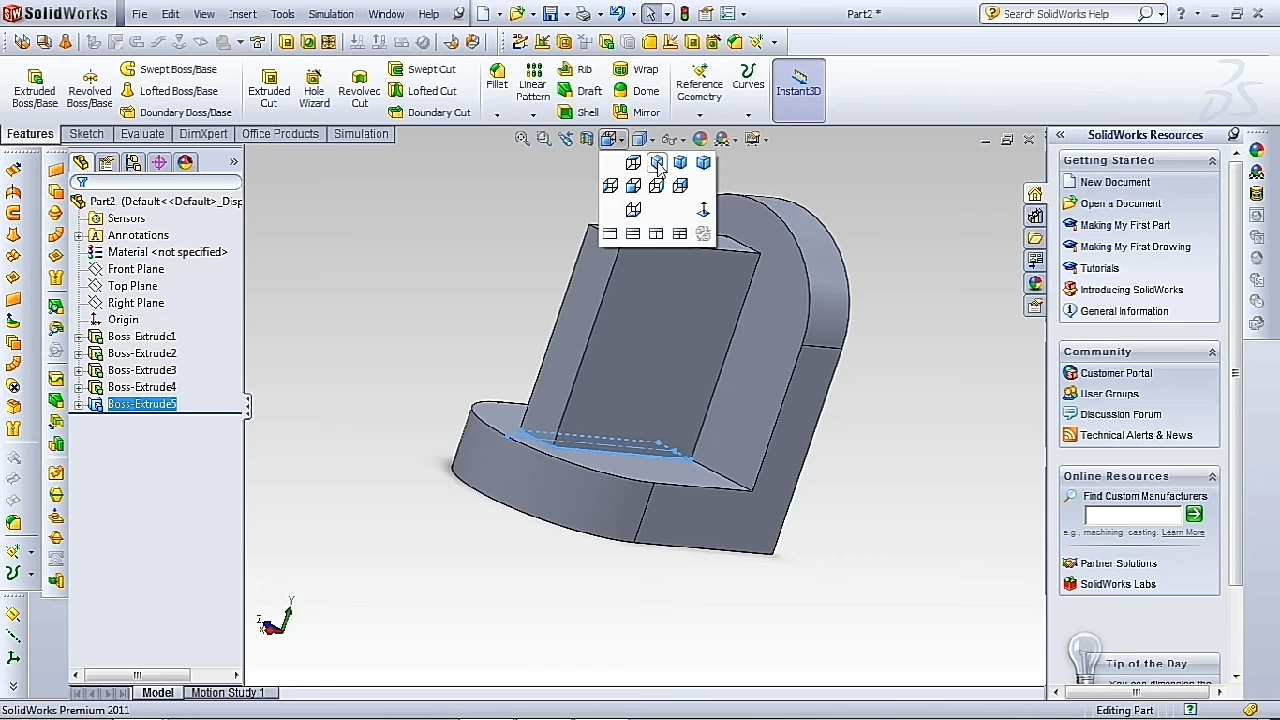 SolidWorks File Edit View Insert Tools Simulation Window Help Part2 * Search SolidWorks Help
Extruded Boss/Base
Revolved Boss/Base
Swept Boss/Base
Lofted Boss/Base
Boundary Boss/Base
Extruded Cut
Hole Wizard
Revolved Cut
Swept Cut
Lofted Cut
Boundary Cut
Fillet
Linear Pattern
Rib
Draft
Shell
Wrap
Dome
Mirror
Reference Geometry
Curves
Instant3D
Features Sketch Evaluate DimXpert Office Products Simulation
Part2 (Default<<Default>_Disp
Sensors
Annotations
Material <not specified>
Front Plane
Top Plane
Right Plane
Origin
Boss-Extrude1
Boss-Extrude2
Boss-Extrude3
Boss-Extrude4
Boss-Extrude5
Y
Z
SolidWorks Resources
Getting Started
New Document
Open a Document
Making My First Part
Making My First Drawing
Tutorials
Introducing SolidWorks
General Information
Community
Customer Portal
User Groups
Discussion Forum
Technical Alerts & News
Online Resources
Find Custom Manufacturers
e.g., machining, casting. Learn More
Partner Solutions
SolidWorks Labs
Tip of the Day
Model Motion Study 1
SolidWorks Premium 2011 Editing Part